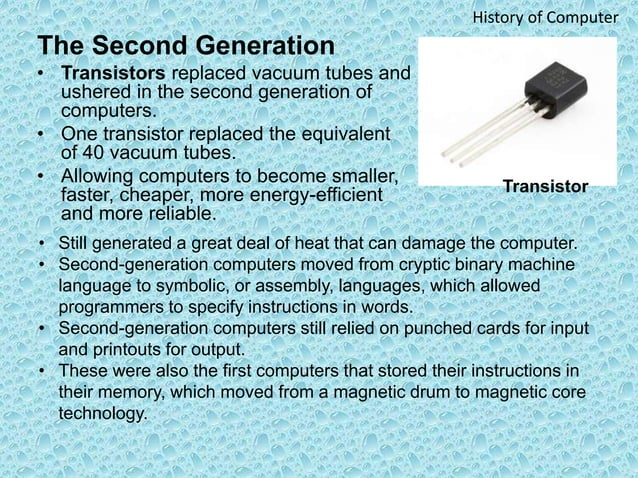 History of Computer
The Second Generation
• Transistors replaced vacuum tubes and
ushered in the second generation of
computers.
• One transistor replaced the equivalent
of 40 vacuum tubes.
• Allowing computers to become smaller,
faster, cheaper, more energy-efficient
and more reliable.
Transistor
• Still generated a great deal of heat that can damage the computer.
• Second-generation computers moved from cryptic binary machine
language to symbolic, or assembly, languages, which allowed
programmers to specify instructions in words.
• Second-generation computers still relied on punched cards for input
and printouts for output.
• These were also the first computers that stored their instructions in
their memory, which moved from a magnetic drum to magnetic core
technology.